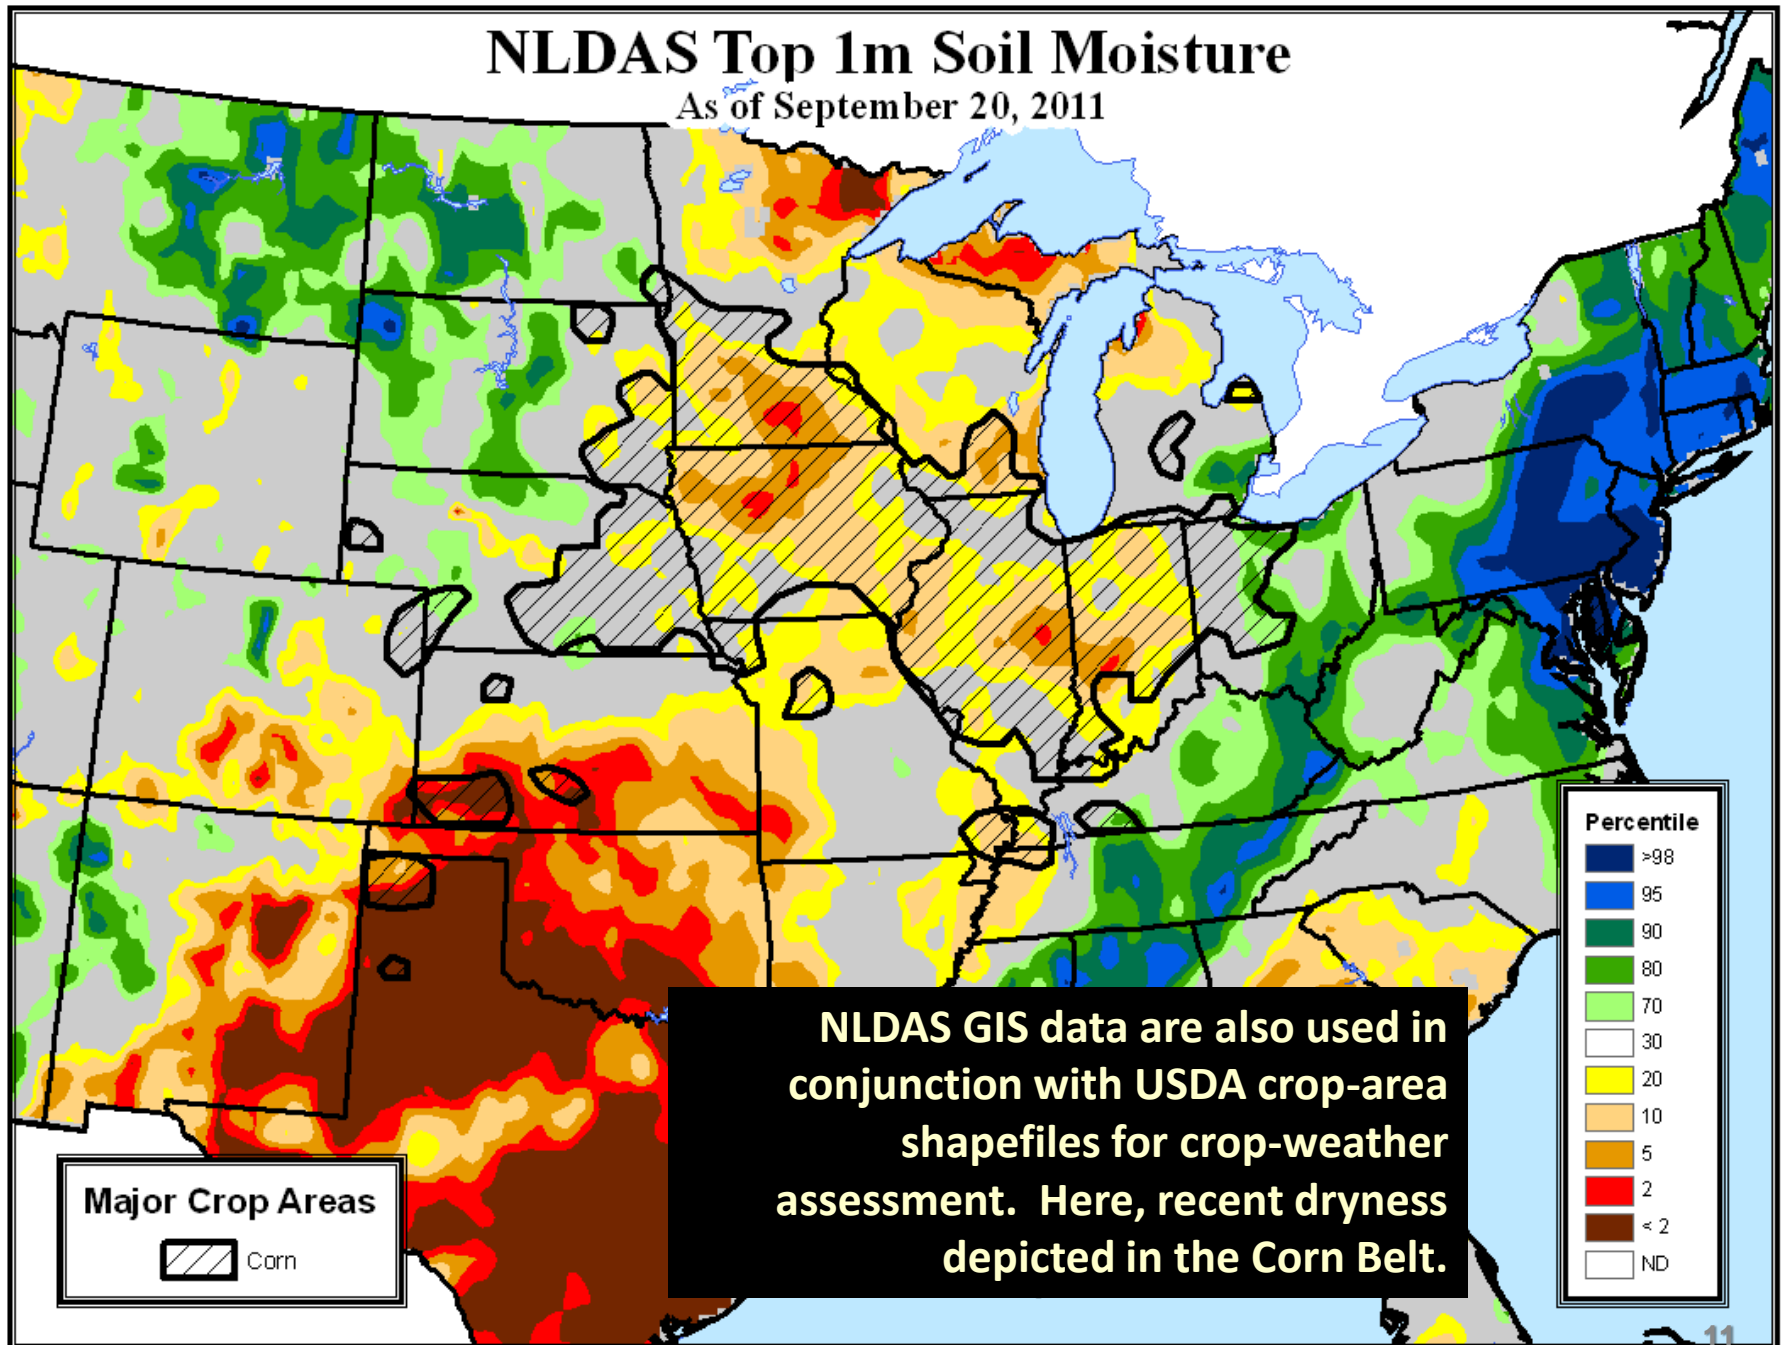 NLDAS Top 1m Soil Moisture
As of September 20, 2011
Percentile
>98
95
90
80
70
30
20
10
5
2
< 2
ND
NLDAS GIS data are also used in
conjunction with USDA crop-area
shapefiles for crop-weather
assessment.  Here, recent dryness
depicted in the Corn Belt.
Major Crop Areas
Corn
11